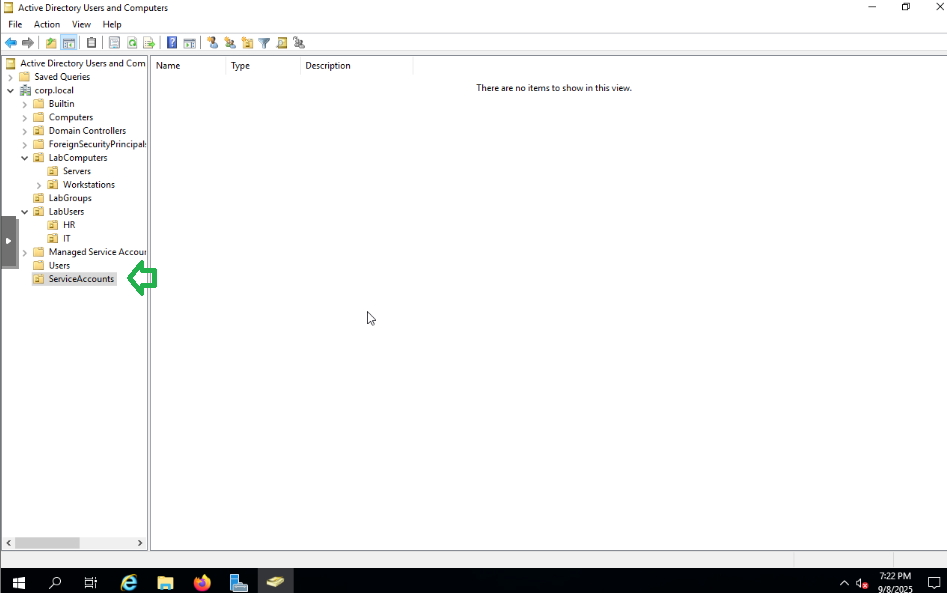 Active Directory Users and Computers
File Action View Help
Active Directory Users and Com
Saved Queries
corp.local
Builtin
Computers
Domain Controllers
ForeignSecurityPrincipals
LabComputers
Servers
Workstations
LabGroups
LabUsers
HR
IT
Managed Service Accoun
Users
ServiceAccounts
Name Type Description
There are no items to show in this view.
7:22 PM
9/8/2025